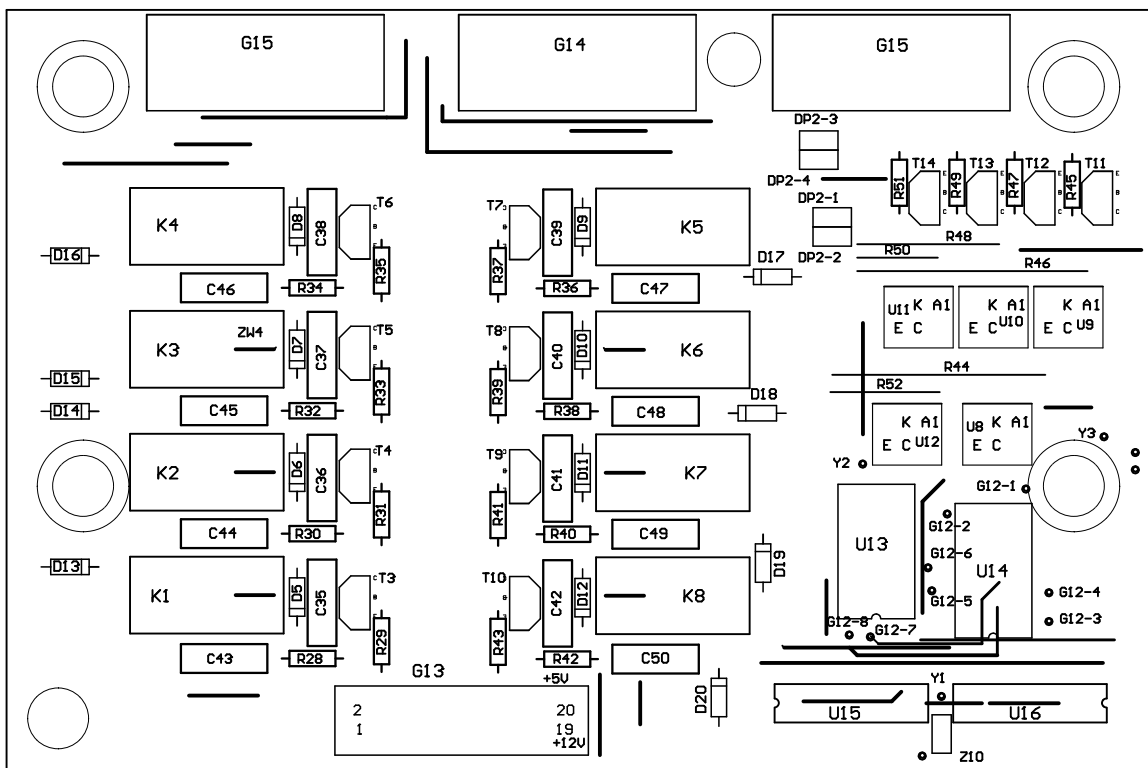 G15
G14
G15
DP2-3
DP2-4
DP2-1
DP2-2
R51
T14
E
B
C
R49
T13
E
B
C
R47
T12
E
B
C
R45
T11
E
B
C
K4
D8
C38
T6
C
B
E
R35
C46
R34
D16
T7
C
B
E
R37
C39
D9
K5
R36
C47
D17
R48
R50
R46
K3
ZW4
D7
C37
T5
C
B
E
R33
C45
R32
D15
D14
T8
C
B
E
R39
C40
D10
K6
R38
C48
D18
U11
K A1
E C
K A1
E C
U10
K A1
E C
U9
R44
R52
K A1
E C
U12
U8
K A1
E C
Y3
Y2
G12-1
K2
D6
C36
T4
C
B
E
R31
C44
R30
D13
T9
C
B
E
R41
C41
D11
K7
R40
C49
D19
U13
G12-2
G12-6
U14
G12-5
G12-4
G12-3
G12-8
G12-7
K1
D5
C35
T3
C
B
E
R29
C43
R28
T10
C
B
E
R43
C42
D12
K8
R42
C50
D20
G13
+5V
2
20
1
19
+12V
Y1
U15
U16
Z10